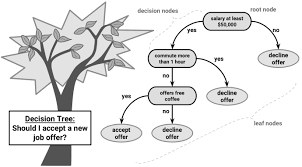 decision nodes
root node
salary at least
$50,000
yes
no
commute more
than 1 hour
decline
offer
no
yes
offers free
coffee
decline
offer
yes
no
leaf nodes
accept
offer
decline
offer
Decision Tree:
Should I accept a new
job offer?